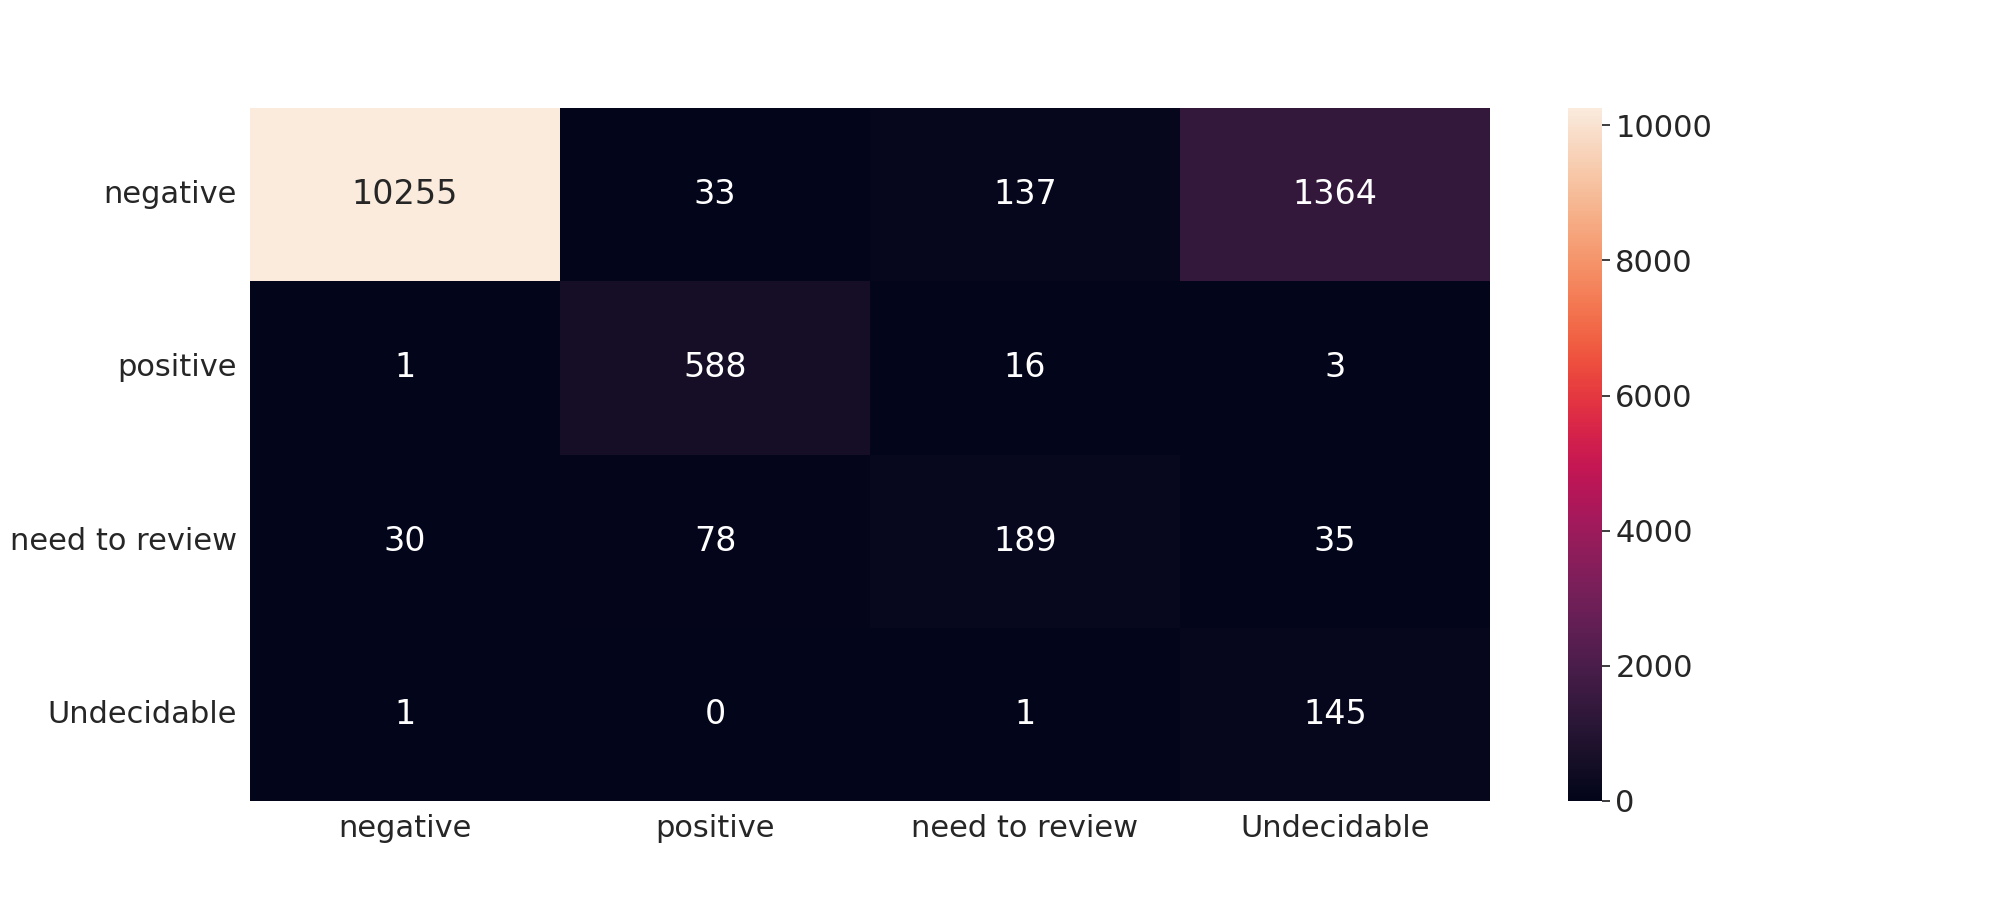 10000
negative 10255 33 137 1364
8000
positive 1 588 16 3
6000
4000
need to review 30 78 189 35
2000
Undecidable 1 0 1 145
0
negative positive need to review Undecidable